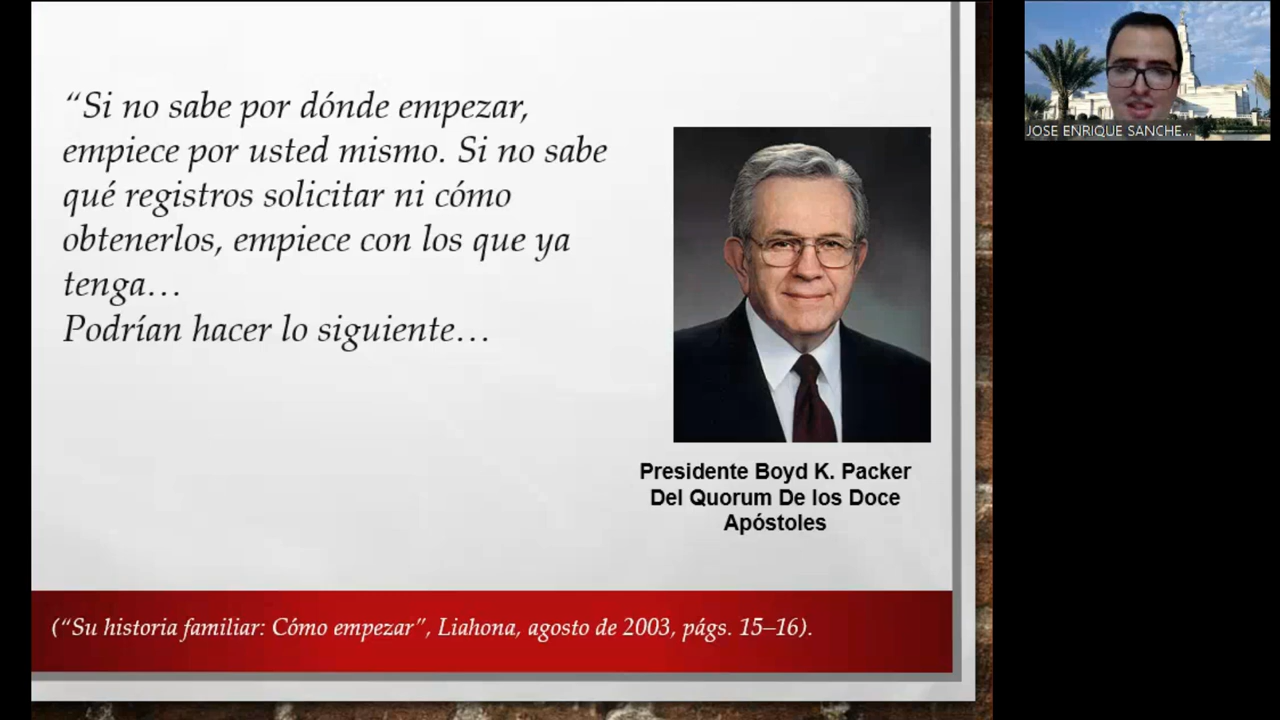 “Si no sabe por dónde empezar,
empiece por usted mismo. Si no sabe
qué registros solicitar ni cómo
obtenerlos, empiece con los que ya
tenga…
Podrían hacer lo siguiente…
Presidente Boyd K. Packer
Del Quorum De los Doce
Apóstoles
(“Su historia familiar: Cómo empezar”, Liahona, agosto de 2003, págs. 15–16).
JOSE ENRIQUE SANCHE...